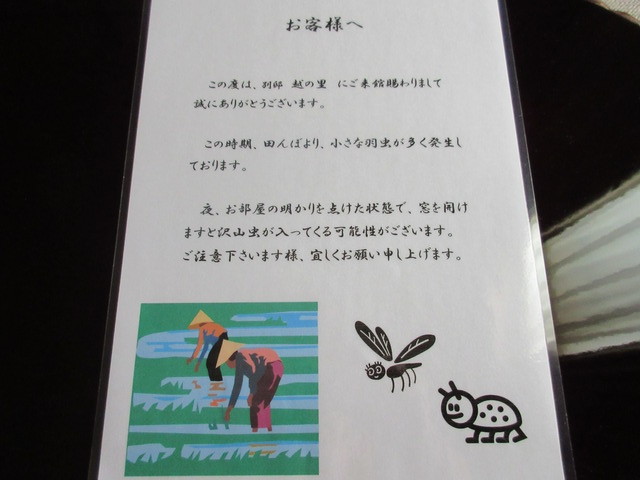 お客様へ
この度は、別邸 越の里 にご来館賜わりまして
誠にありがとうございます。
この時期、田んぼより、小さな羽虫が多く発生し
ております。
夜、お部屋の明かりを点けた状態で、窓を開け
ますと沢山虫が入ってくる可能性がございます。
ご注意下さいます様、宜しくお願い申し上げます。